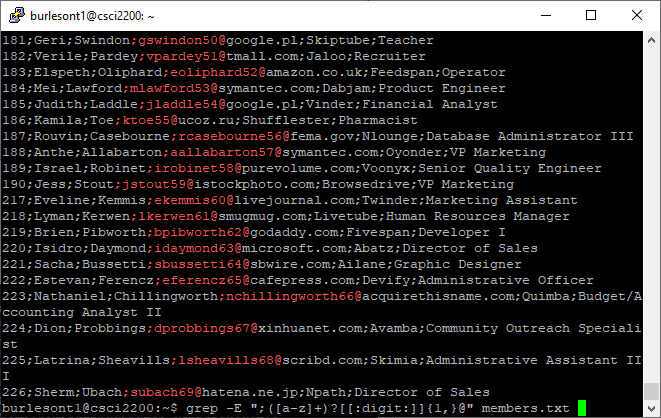 burlesont1@csci2200: ~
181;Geri;Swindon;gswindon50@google.pl;Skiptube;Teacher
182;Verile;Pardey;vpardey51@tmall.com;Jaloo;Recruiter
183;Elspeth;Oliphard;eoliphard52@amazon.co.uk;Feedspan;Operator
184;Mei;Lawford;mlawford53@symantec.com;Dabjam;Product Engineer
185;Judith;Laddle;jladdle54@google.pl;Vinder;Financial Analyst
186;Kamila;Toe;ktoe55@ucoz.ru;Shufflester;Pharmacist
187;Rouvin;Casebourne;rcasebourne56@fema.gov;Nlounge;Database Administrator III
188;Anthe;Allabarton;aallabarton57@symantec.com;Oyonder;VP Marketing
189;Israel;Robinet;irobinet58@purevolume.com;Voonyx;Senior Quality Engineer
190;Jess;Stout;jstout59@istockphoto.com;Browsedrive;VP Marketing
217;Eveline;Kemmis;ekemmis60@livejournal.com;Twinder;Marketing Assistant
218;Lyman;Kerwen;lkerwen61@smugmug.com;Livetube;Human Resources Manager
219;Brien;Pibworth;bpibworth62@godaddy.com;Fivespan;Developer I
220;Isidro;Daymond;idaymond63@microsoft.com;Abatz;Director of Sales
221;Sacha;Bussetti;sbussetti64@sbwire.com;Ailane;Graphic Designer
222;Estevan;Ferencz;eferencz65@cafepress.com;Devify;Administrative Officer
223;Nathaniel;Chillingworth;nchillingworth66@acquirethisname.com;Quimba;Budget/A
ccounting Analyst II
224;Dion;Probbings;dprobbings67@xinhuanet.com;Avamba;Community Outreach Speciali
st
225;Latrina;Sheavills;lsheavills68@scribd.com;Skimia;Administrative Assistant II
I
226;Sherm;Ubach;subach69@hatena.ne.jp;Npath;Director of Sales
burlesont1@csci2200:~$ grep -E ";([a-z]+)?[[:digit:]]{1,}@" members.txt